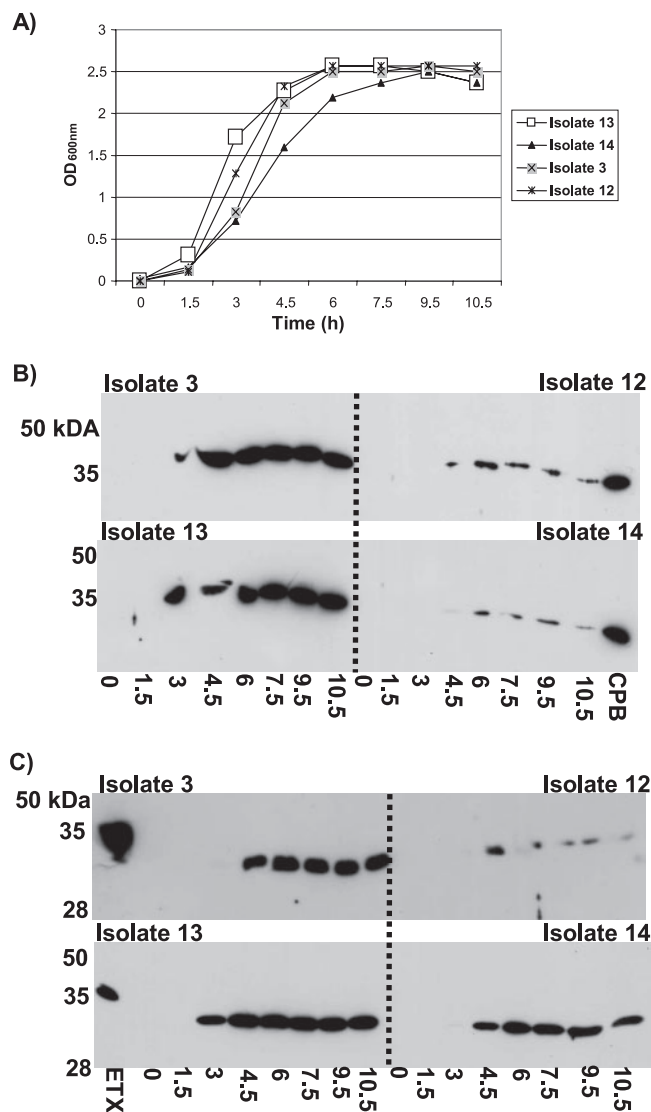 A)
3
2.5
2
1.5
1
0.5
0
OD600nm
0 1.5 3 4.5 6 7.5 9.5 10.5
Time (h)
Isolate 13
Isolate 14
Isolate 3
Isolate 12
B)
Isolate 3 Isolate 12
50 kDA
35
Isolate 13 Isolate 14
50
35
0 1.5 3 4.5 6 7.5 9.5 10.5 0 1.5 3 4.5 6 7.5 9.5 10.5 CPB
C)
Isolate 3 Isolate 12
50 kDa
35
28
Isolate 13 Isolate 14
50
35
28
ETX 0 1.5 3 4.5 6 7.5 9.5 10.5 0 1.5 3 4.5 6 7.5 9.5 10.5